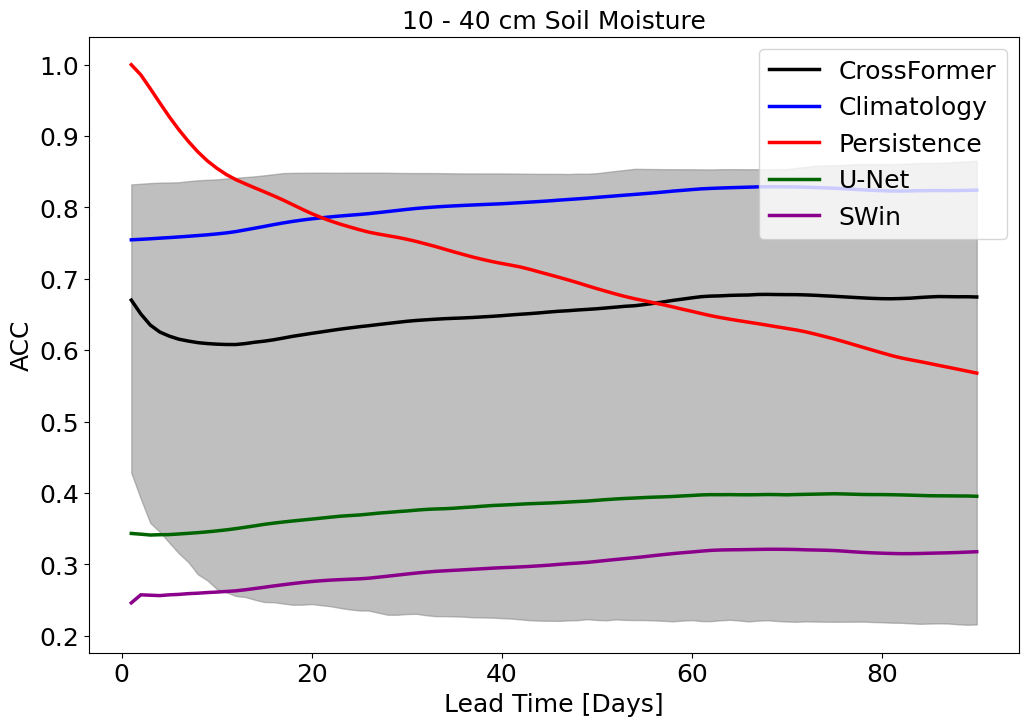 10 - 40 cm Soil Moisture
CrossFormer
Climatology
Persistence
U-Net
SWin
ACC
1.0
0.9
0.8
0.7
0.6
0.5
0.4
0.3
0.2
0
20
40
60
80
Lead Time [Days]